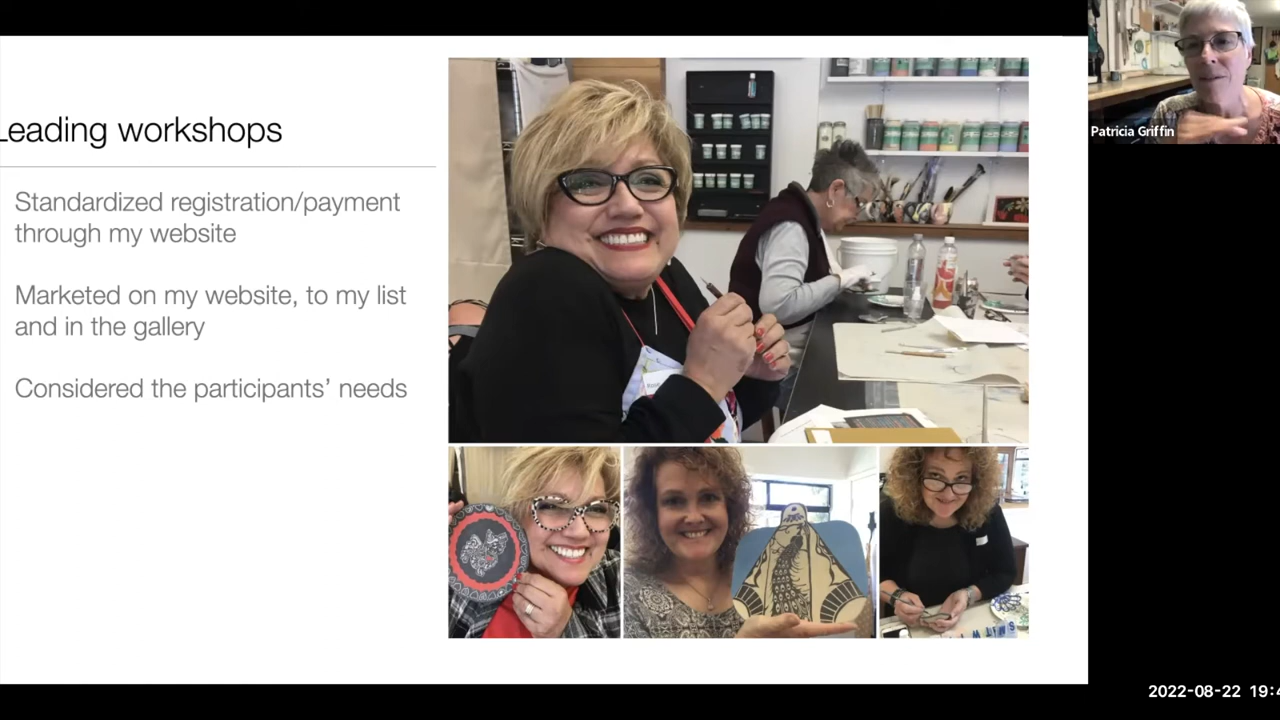 Leading workshops
Standardized registration/payment
through my website
Marketed on my website, to my list
and in the gallery
Considered the participants’ needs
Patricia Griffin
2022-08-22 19:4